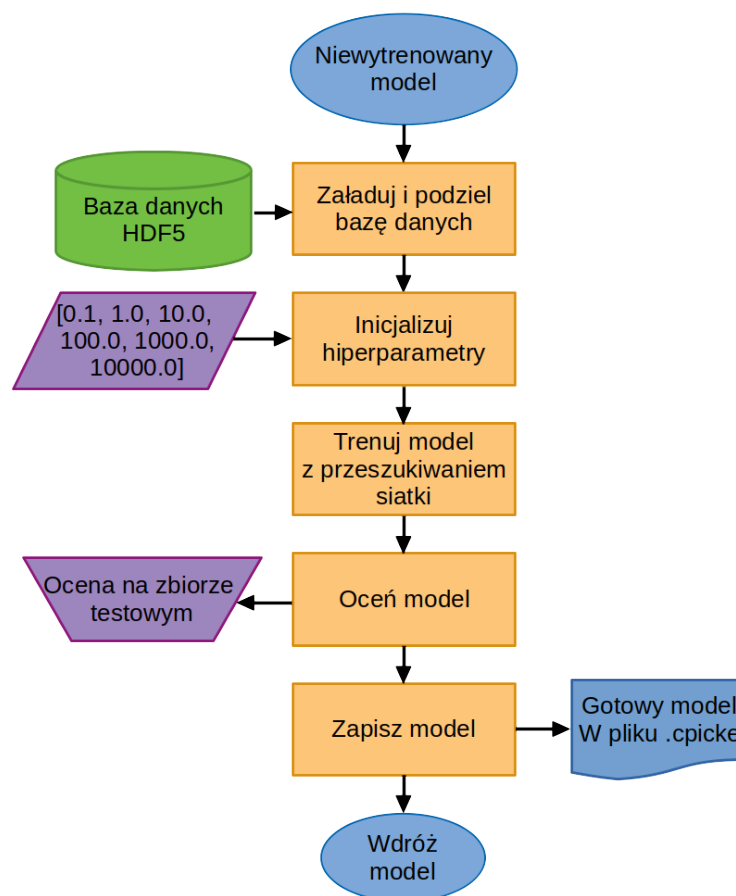 Niewytrenowany
model
Baza danych
HDF5
Załaduj i podziel
bazę danych
[0.1, 1.0, 10.0,
100.0, 1000.0,
10000.0]
Inicjalizuj
hiperparametry
Trenuj model
z przeszukiwaniem
siatki
Ocena na zbiorze
testowym
Oceń model
Zapisz model
Gotowy model
W pliku .cpicke
Wdróż
model